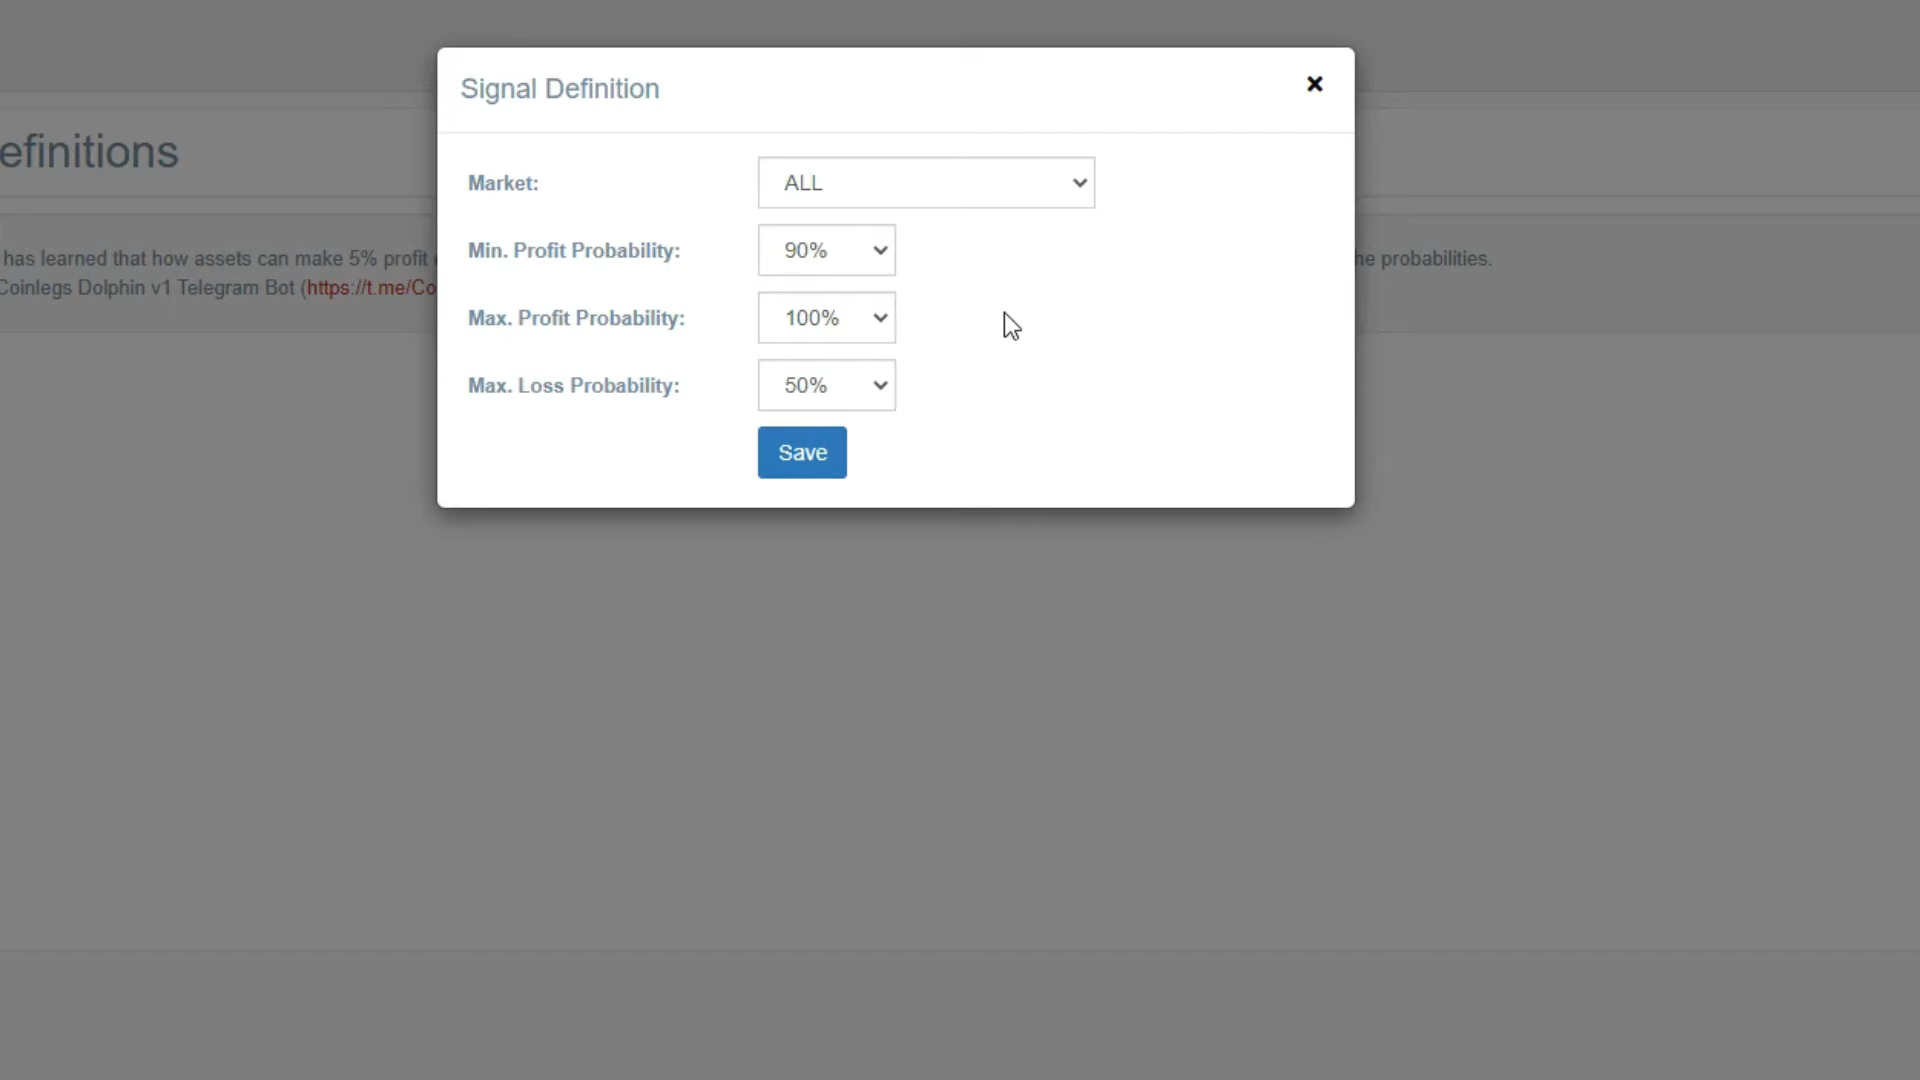 Signal Definition
efinitions
Market: ALL
Min. Profit Probability: 90%
has learned that how assets can make 5% profit he probabilities.
Coinlegs Dolphin v1 Telegram Bot (https://t.me/Co
Max. Profit Probability: 100%
Max. Loss Probability: 50%
Save